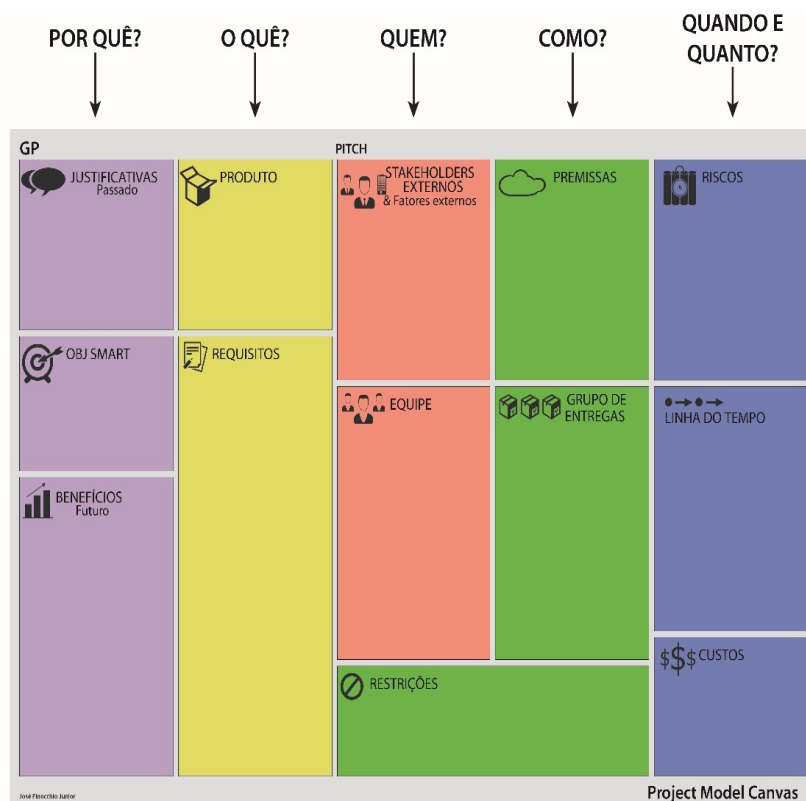 POR QUÊ?
O QUÊ?
QUEM?
COMO?
QUANDO E
QUANTO?
GP
PITCH
JUSTIFICATIVAS
Passado
PRODUTO
STAKEHOLDERS
EXTERNOS
& Fatores externos
PREMISSAS
RISCOS
OBJ SMART
REQUISITOS
EQUIPE
GRUPO DE
ENTREGAS
LINHA DO TEMPO
BENEFÍCIOS
Futuro
RESTRIÇÕES
$$$ CUSTOS
José Finocchio Junior
Project Model Canvas